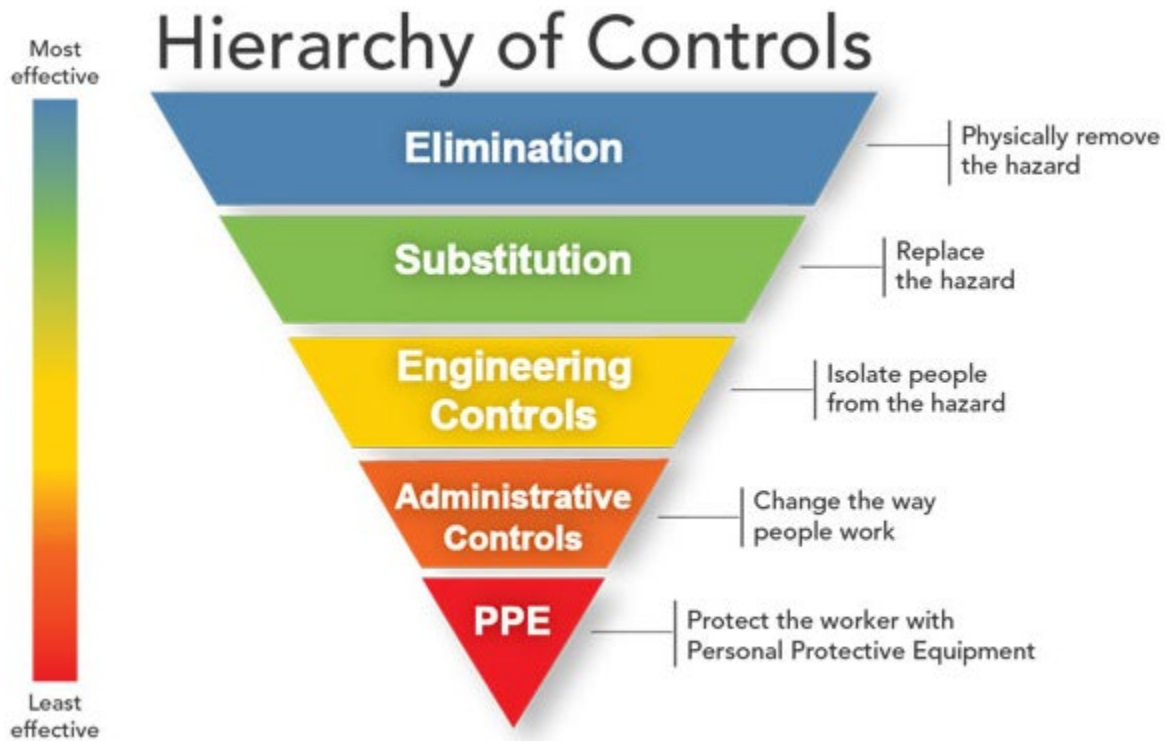 Hierarchy of Controls
Most
effective
Elimination
Physically remove
the hazard
Substitution
Replace
the hazard
Engineering
Controls
Isolate people
from the hazard
Administrative
Controls
Change the way
people work
PPE
Protect the worker with
Personal Protective Equipment
Least
effective